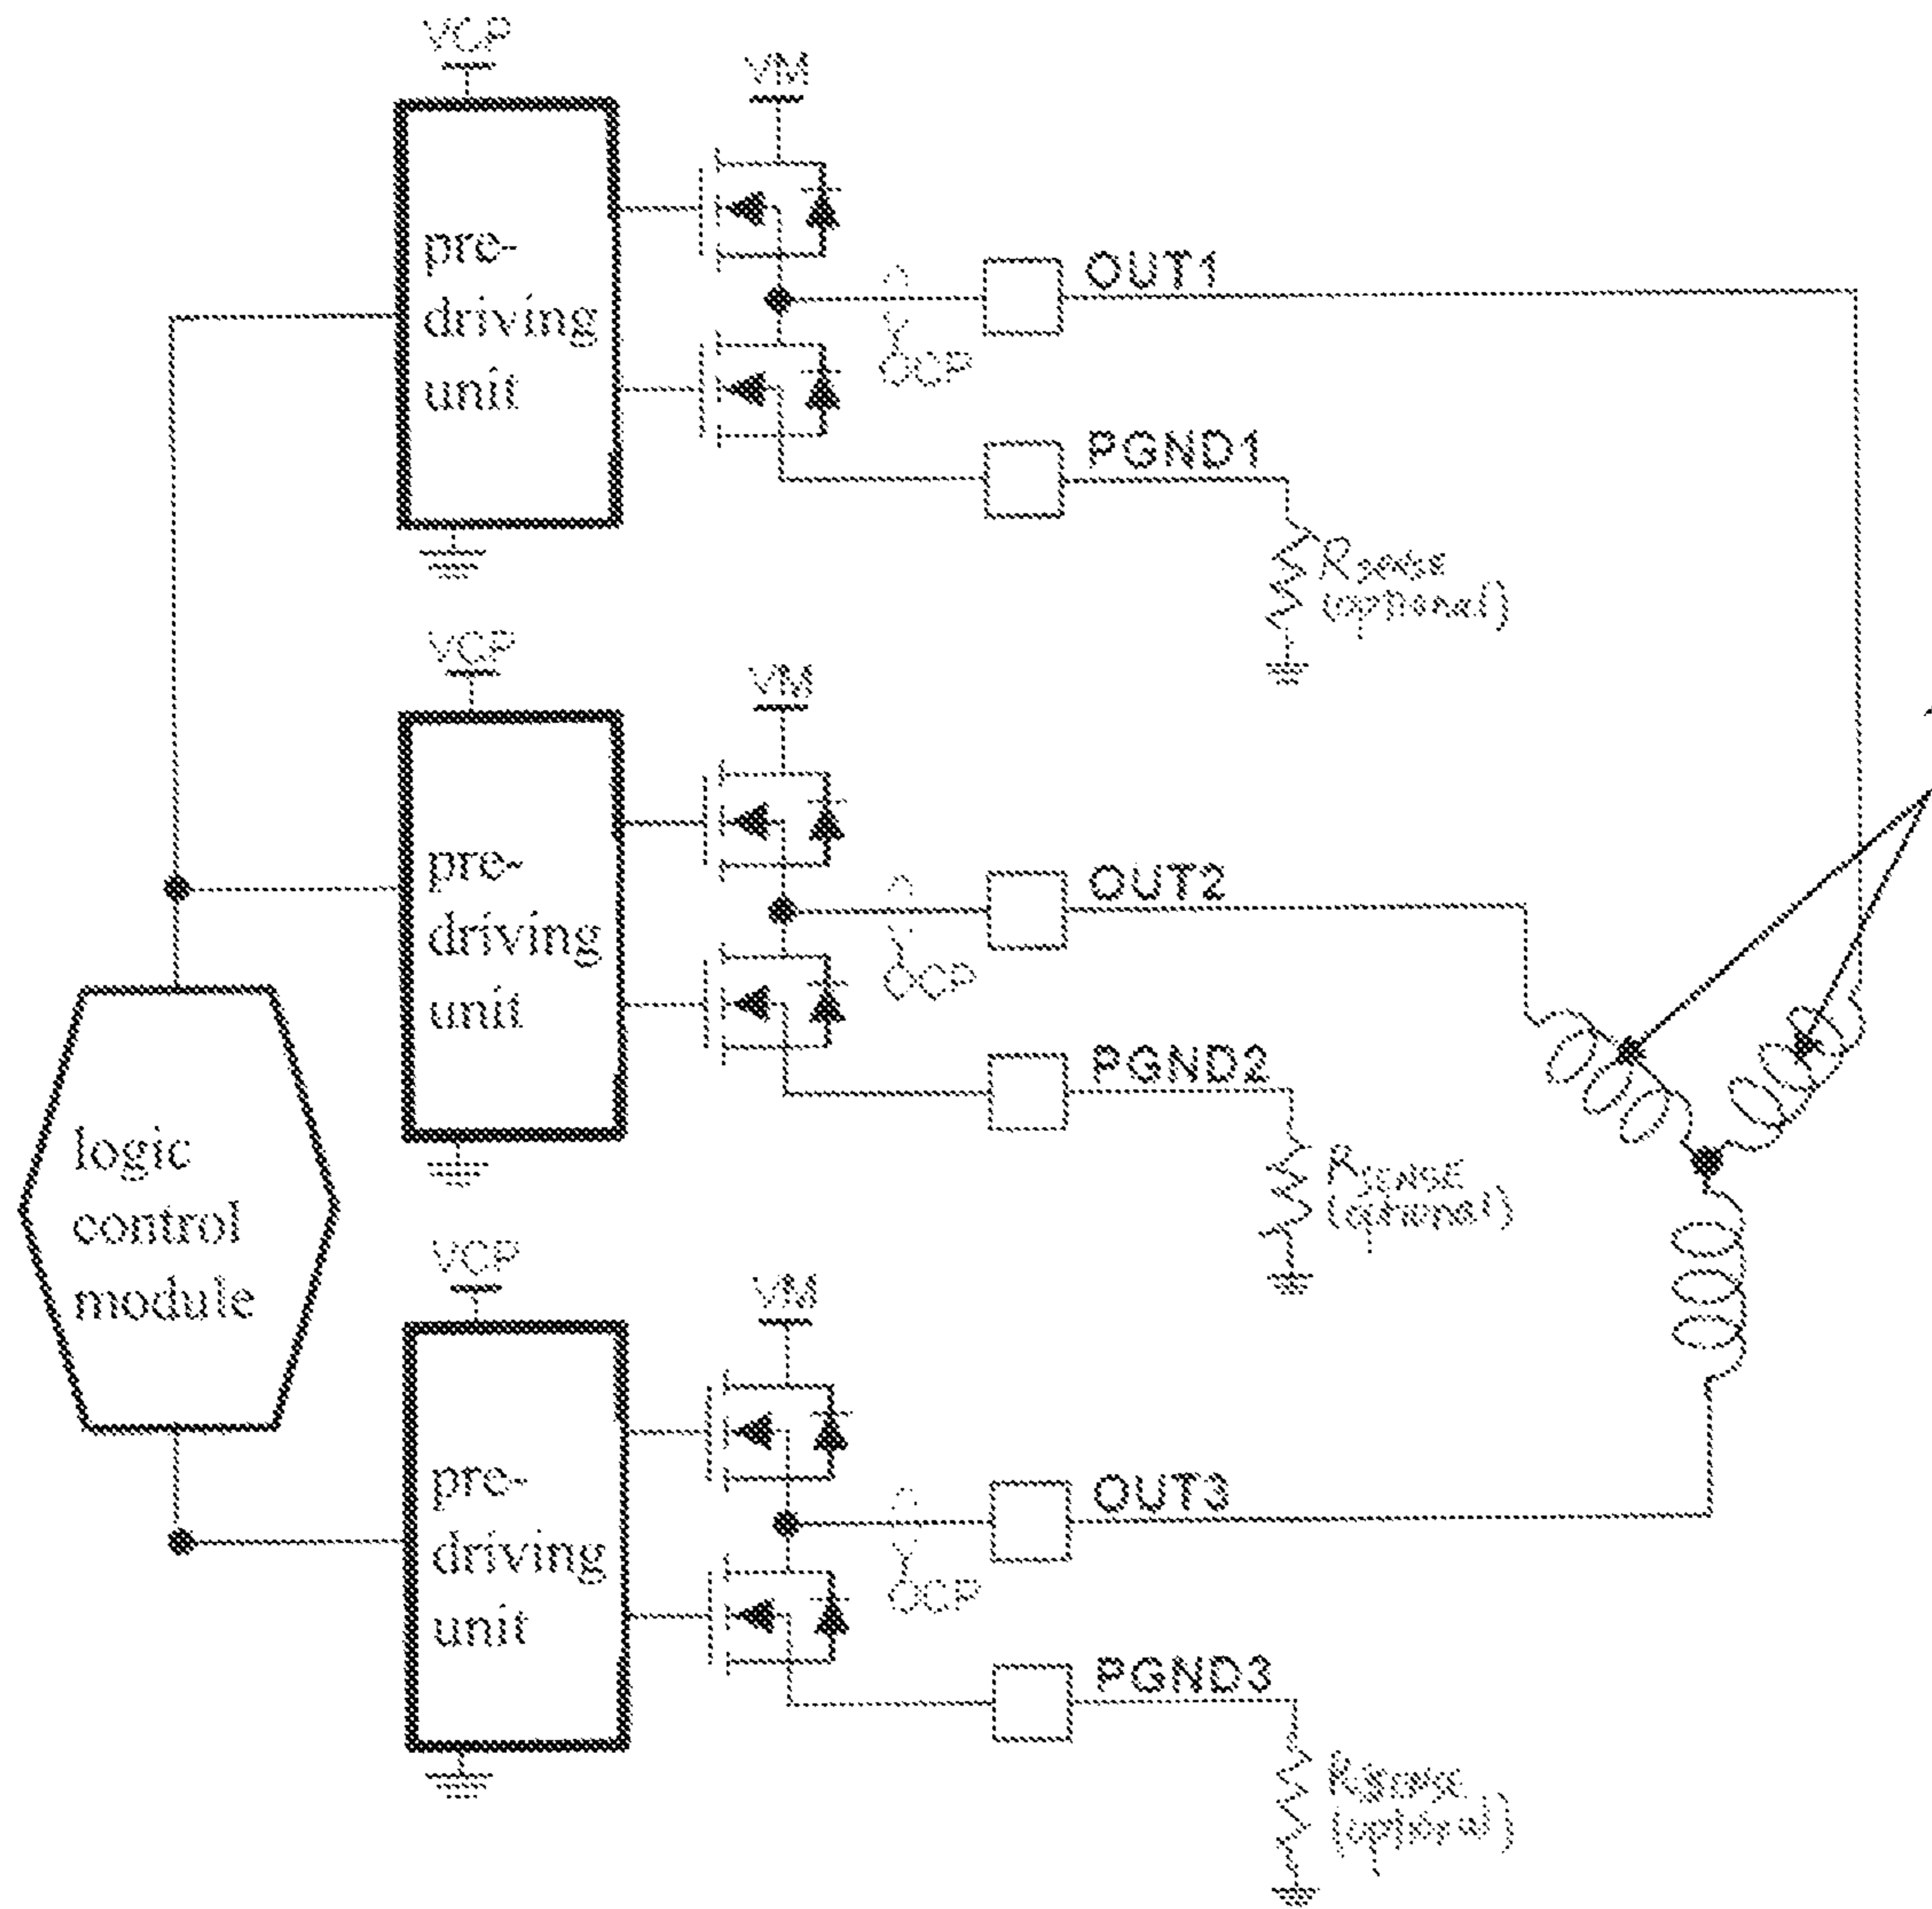 VCP
VM
pre-
driving
unit
OUT1
OCP
PGND1
RSENSE
(optional)
VCP
VM
pre-
driving
unit
OUT2
OCP
PGND2
RSENSE
(optional)
logic
control
module
VCP
VM
pre-
driving
unit
OUT3
OCP
PGND3
RSENSE
(optional)